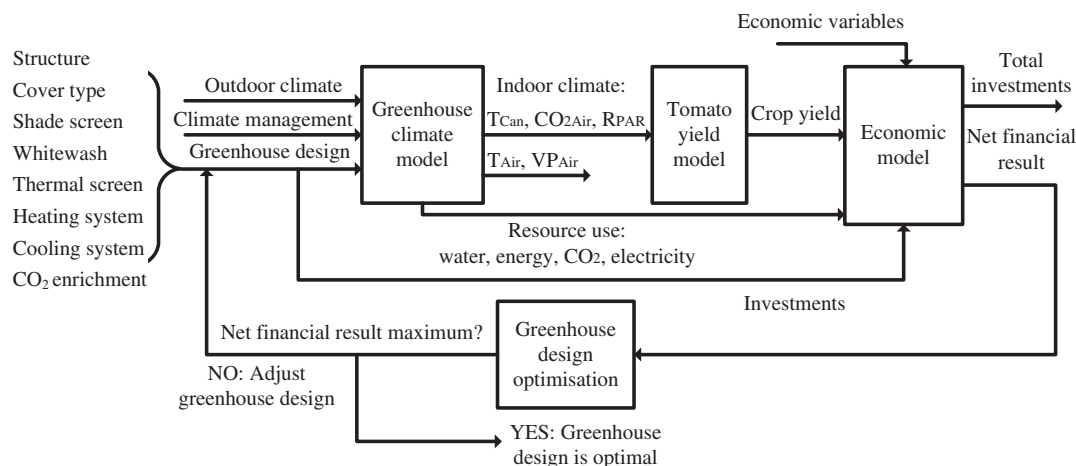 Structure
Cover type
Shade screen
Whitewash
Thermal screen
Heating system
Cooling system
CO₂ enrichment
Outdoor climate
Climate management
Greenhouse design
Greenhouse
climate
model
Indoor climate:
TCan, CO2Air, RPAR
TAir, VPAir
Resource use:
water, energy, CO2, electricity
Tomato
yield
model
Crop yield
Economic variables
Economic
model
Total
investments
Net financial
result
Investments
Greenhouse
design
optimisation
Net financial result maximum?
NO: Adjust
greenhouse design
YES: Greenhouse
design is optimal